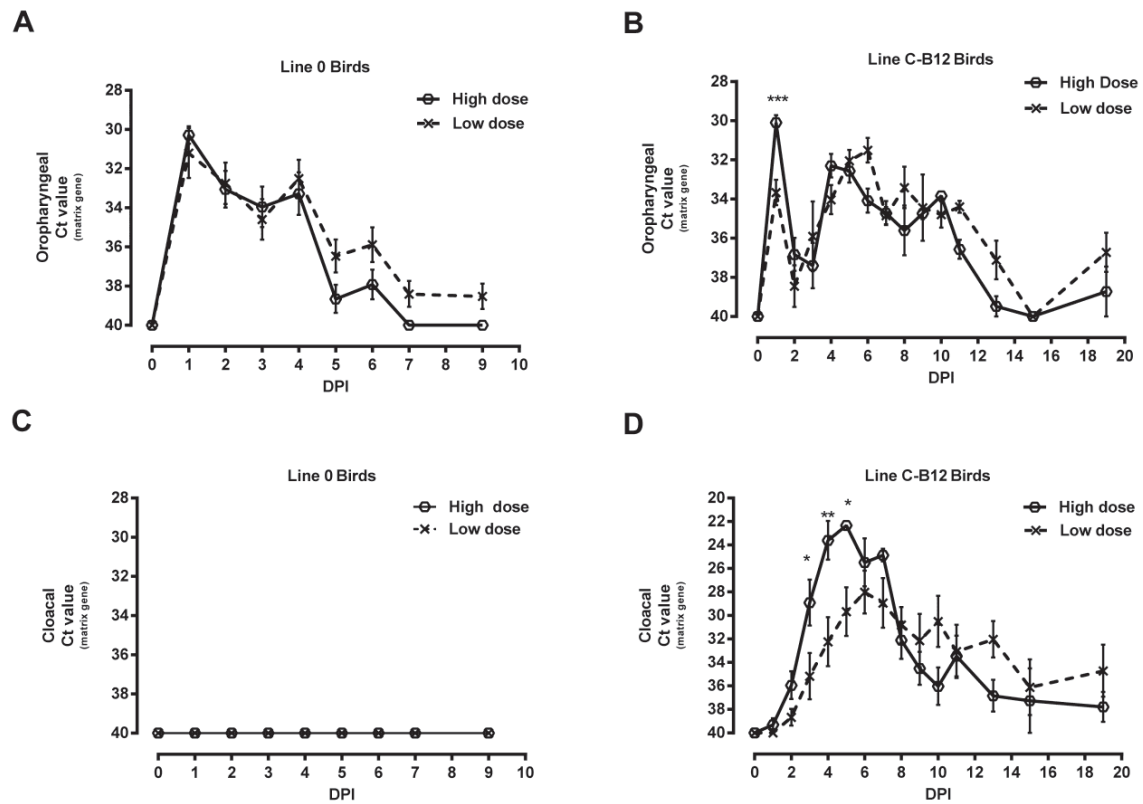 A
Line 0 Birds
High dose
Low dose
Oropharyngeal
Ct value
(matrix gene)
28
30
32
34
36
38
40
0 1 2 3 4 5 6 7 8 9 10
DPI
B
Line C-B12 Birds
High Dose
Low dose
***
Oropharyngeal
Ct value
(matrix gene)
28
30
32
34
36
38
40
0 2 4 6 8 10 12 14 16 18 20
DPI
C
Line 0 Birds
High dose
Low dose
Cloacal
Ct value
(matrix gene)
28
30
32
34
36
38
40
0 1 2 3 4 5 6 7 8 9 10
DPI
D
Line C-B12 Birds
High dose
Low dose
* ** *
Cloacal
Ct value
(matrix gene)
20
22
24
26
28
30
32
34
36
38
40
0 2 4 6 8 10 12 14 16 18 20
DPI